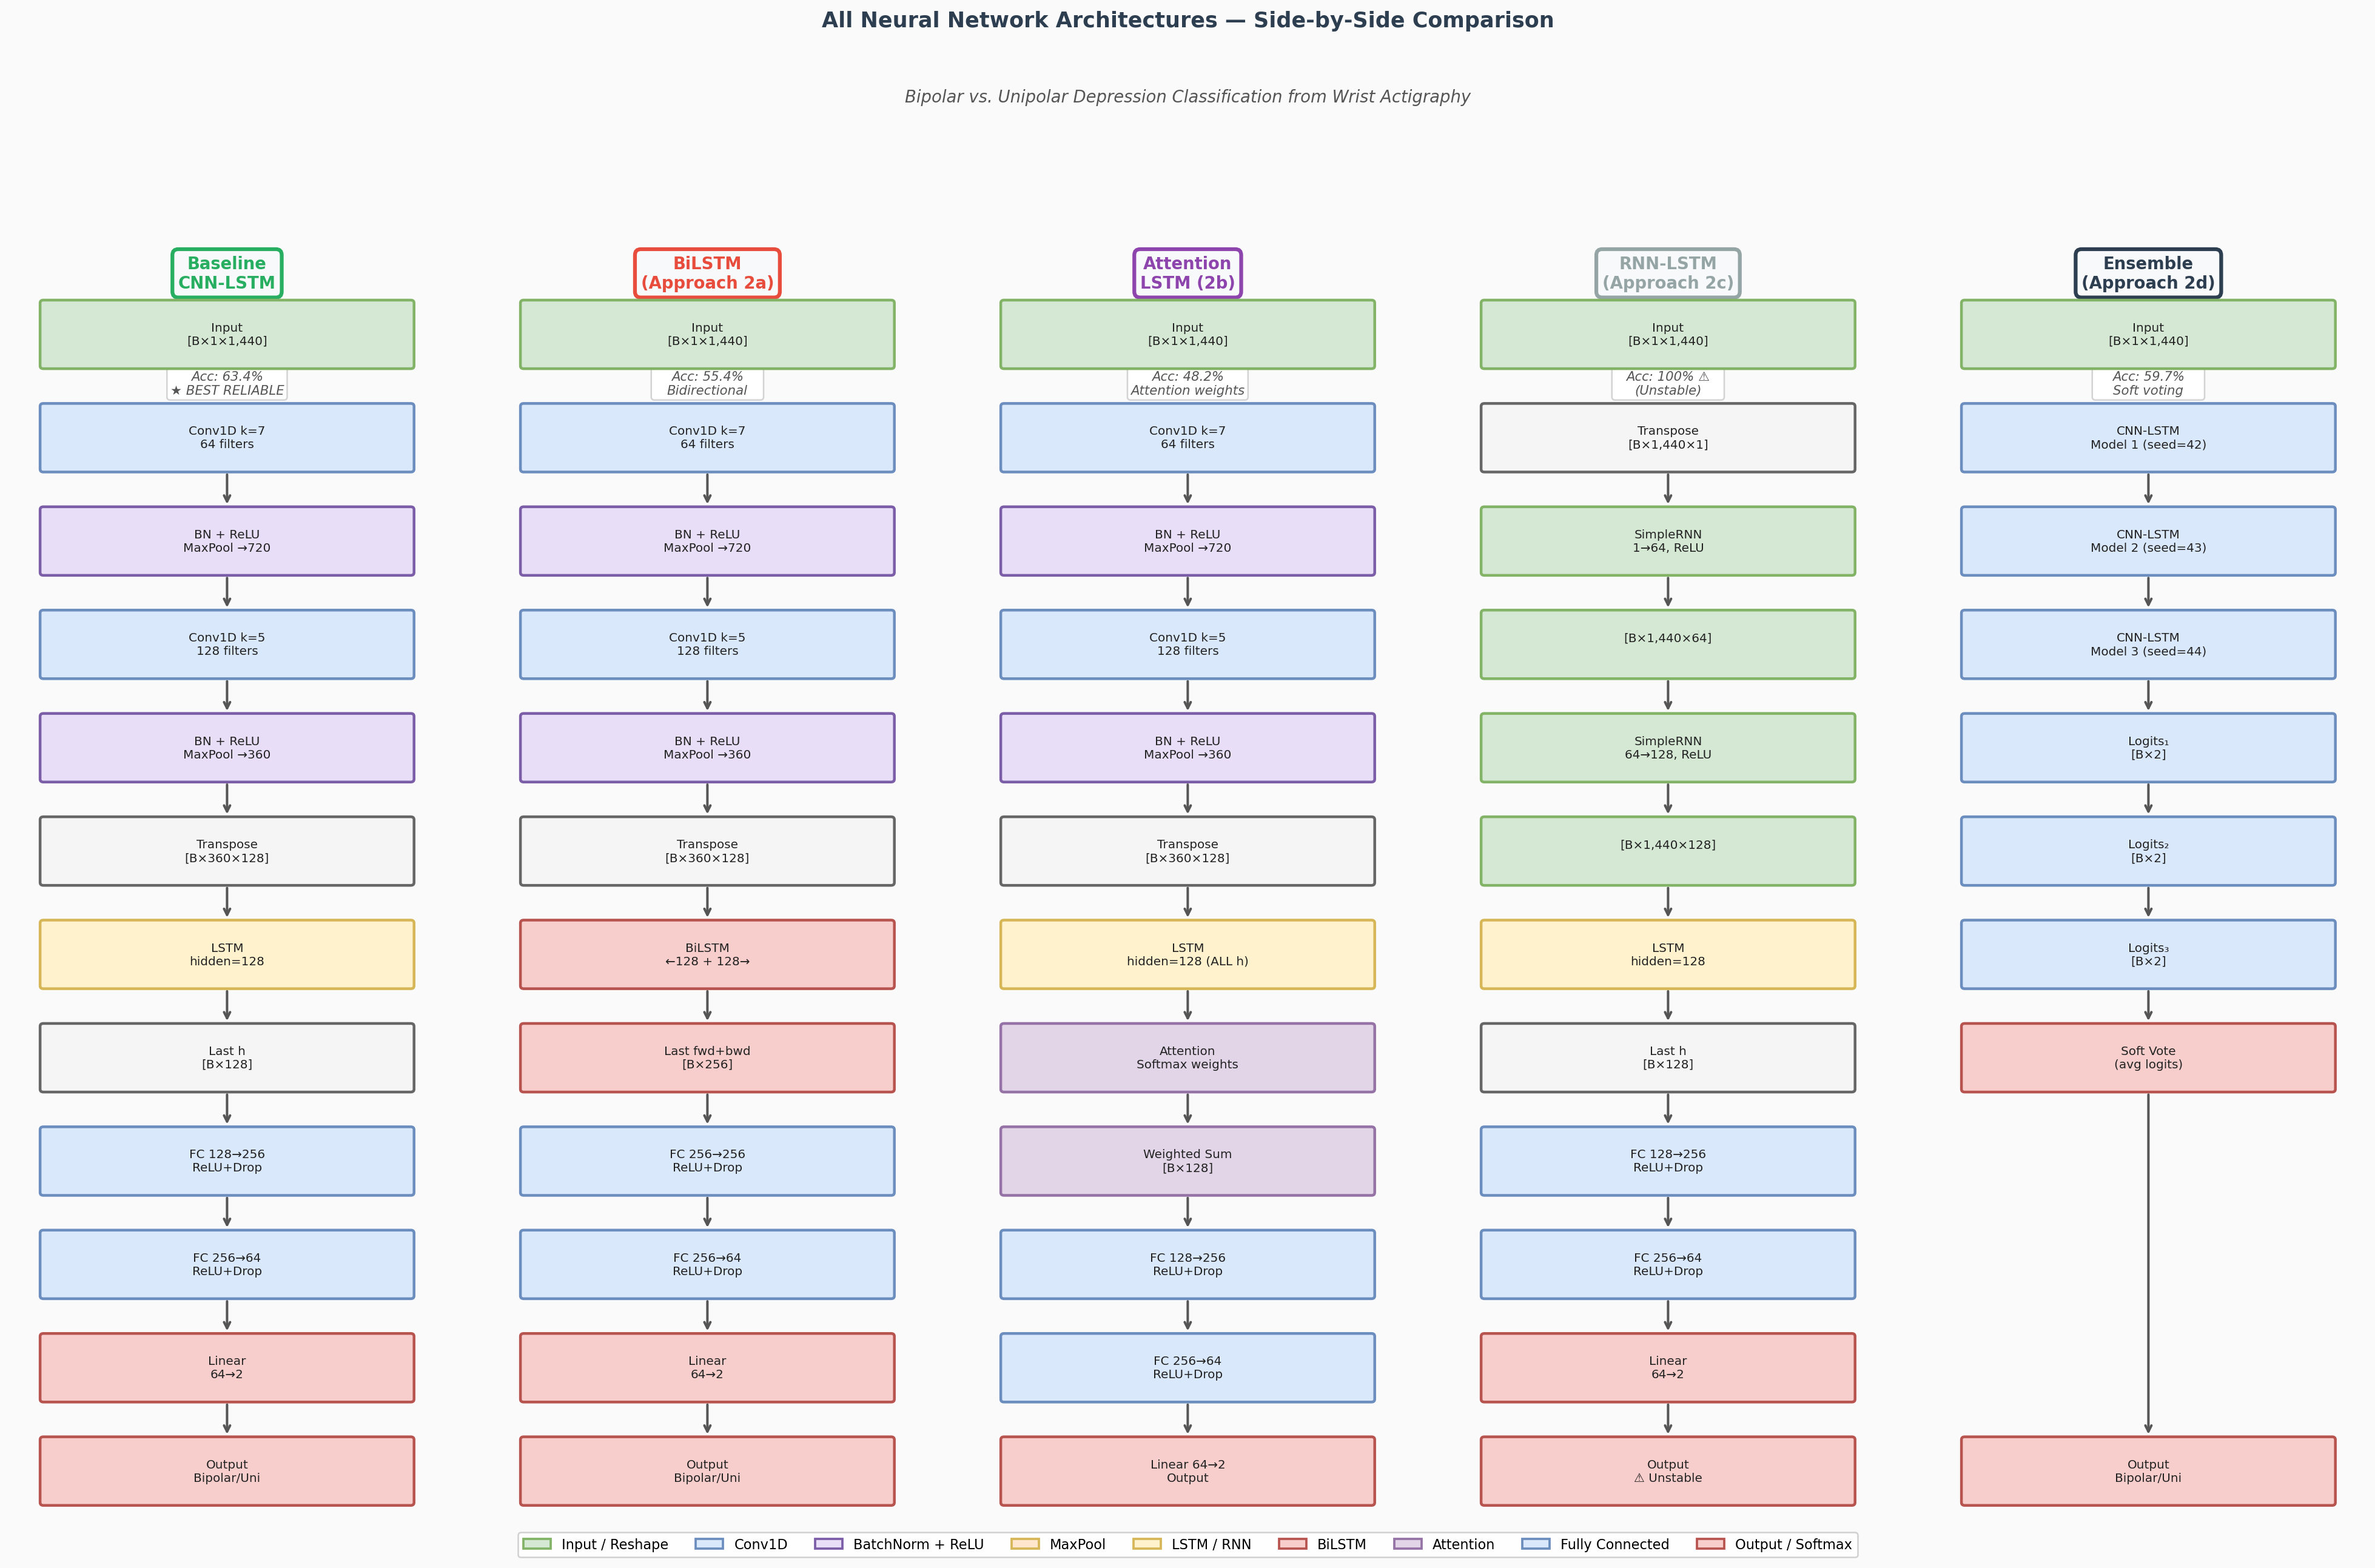 All Neural Network Architectures — Side-by-Side Comparison
Bipolar vs. Unipolar Depression Classification from Wrist Actigraphy
Baseline
CNN-LSTM
Input
[B×1×1,440]
Acc: 63.4%
★ BEST RELIABLE
Conv1D k=7
64 filters
BN + ReLU
MaxPool →720
Conv1D k=5
128 filters
BN + ReLU
MaxPool →360
Transpose
[B×360×128]
LSTM
hidden=128
Last h
[B×128]
FC 128→256
ReLU+Drop
FC 256→64
ReLU+Drop
Linear
64→2
Output
Bipolar/Uni
BiLSTM
(Approach 2a)
Input
[B×1×1,440]
Acc: 55.4%
Bidirectional
Conv1D k=7
64 filters
BN + ReLU
MaxPool →720
Conv1D k=5
128 filters
BN + ReLU
MaxPool →360
Transpose
[B×360×128]
BiLSTM
←128 + 128→
Last fwd+bwd
[B×256]
FC 256→256
ReLU+Drop
FC 256→64
ReLU+Drop
Linear
64→2
Output
Bipolar/Uni
Attention
LSTM (2b)
Input
[B×1×1,440]
Acc: 48.2%
Attention weights
Conv1D k=7
64 filters
BN + ReLU
MaxPool →720
Conv1D k=5
128 filters
BN + ReLU
MaxPool →360
Transpose
[B×360×128]
LSTM
hidden=128 (ALL h)
Attention
Softmax weights
Weighted Sum
[B×128]
FC 128→256
ReLU+Drop
FC 256→64
ReLU+Drop
Linear 64→2
Output
RNN-LSTM
(Approach 2c)
Input
[B×1×1,440]
Acc: 100% ⚠
(Unstable)
Transpose
[B×1,440×1]
SimpleRNN
1→64, ReLU
[B×1,440×64]
SimpleRNN
64→128, ReLU
[B×1,440×128]
LSTM
hidden=128
Last h
[B×128]
FC 128→256
ReLU+Drop
FC 256→64
ReLU+Drop
Linear
64→2
Output
⚠ Unstable
Ensemble
(Approach 2d)
Input
[B×1×1,440]
Acc: 59.7%
Soft voting
CNN-LSTM
Model 1 (seed=42)
CNN-LSTM
Model 2 (seed=43)
CNN-LSTM
Model 3 (seed=44)
Logits₁
[B×2]
Logits₂
[B×2]
Logits₃
[B×2]
Soft Vote
(avg logits)
Output
Bipolar/Uni
Input / Reshape
Conv1D
BatchNorm + ReLU
MaxPool
LSTM / RNN
BiLSTM
Attention
Fully Connected
Output / Softmax